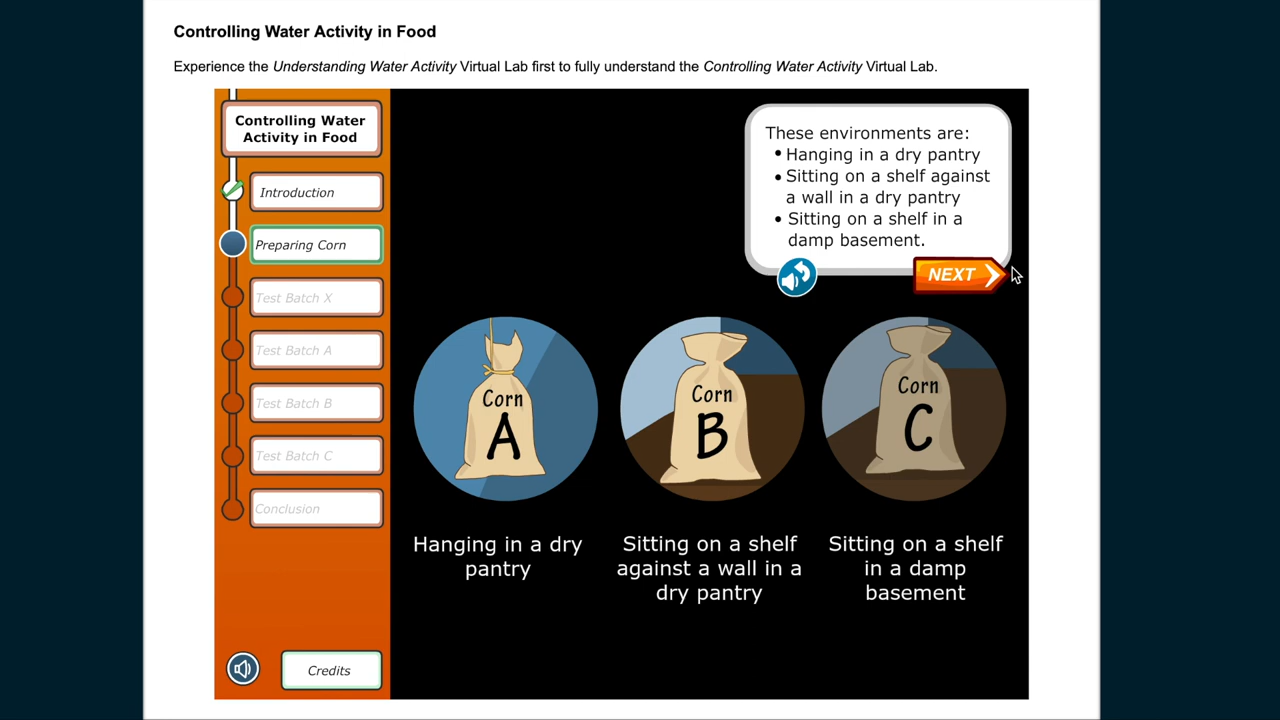 Controlling Water Activity in Food
Experience the Understanding Water Activity Virtual Lab first to fully understand the Controlling Water Activity Virtual Lab.
Controlling Water
Activity in Food
Introduction
Preparing Corn
Test Batch X
Test Batch A
Test Batch B
Test Batch C
Conclusion
Credits
These environments are:
• Hanging in a dry pantry
• Sitting on a shelf against
a wall in a dry pantry
• Sitting on a shelf in a
damp basement.
NEXT
Corn
A
Corn
B
Corn
C
Hanging in a dry
pantry
Sitting on a shelf
against a wall in a
dry pantry
Sitting on a shelf
in a damp
basement